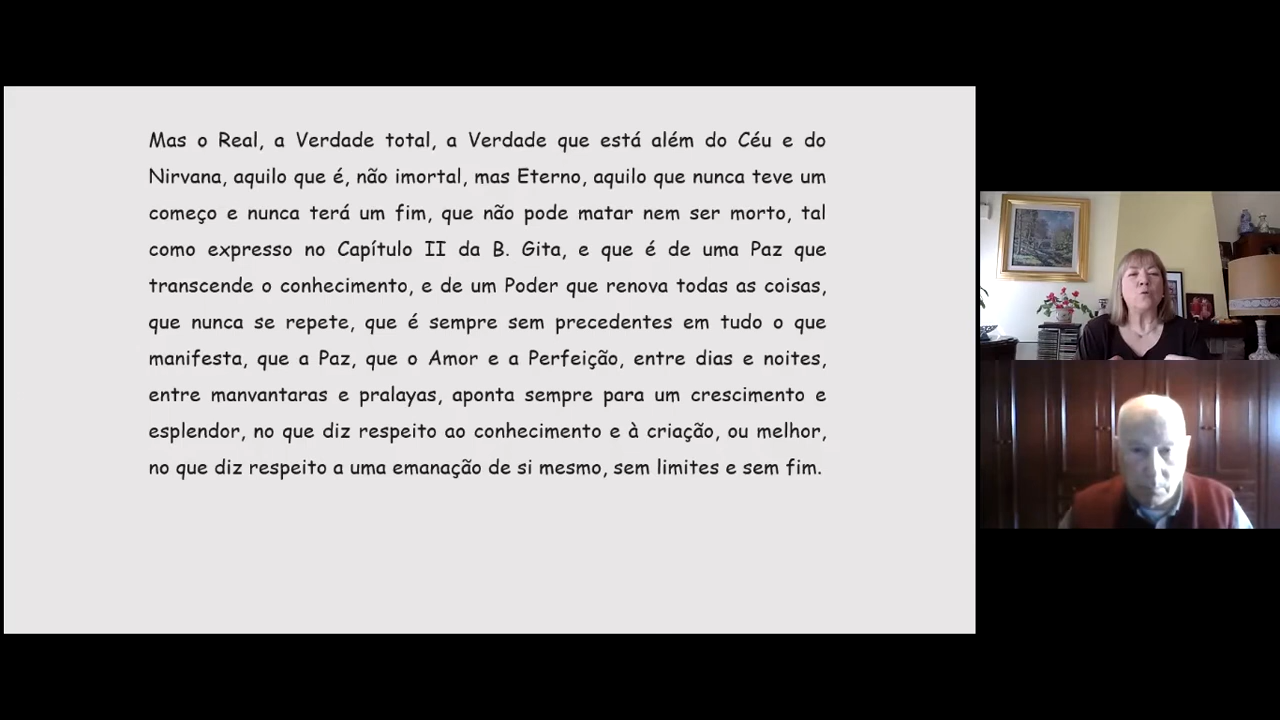 Mas o Real, a Verdade total, a Verdade que está além do Céu e do
Nirvana, aquilo que é, não imortal, mas Eterno, aquilo que nunca teve um
começo e nunca terá um fim, que não pode matar nem ser morto, tal
como expresso no Capítulo II da B. Gita, e que é de uma Paz que
transcende o conhecimento, e de um Poder que renova todas as coisas,
que nunca se repete, que é sempre sem precedentes em tudo o que
manifesta, que a Paz, que o Amor e a Perfeição, entre dias e noites,
entre manvantaras e pralayas, aponta sempre para um crescimento e
esplendor, no que diz respeito ao conhecimento e à criação, ou melhor,
no que diz respeito a uma emanação de si mesmo, sem limites e sem fim.